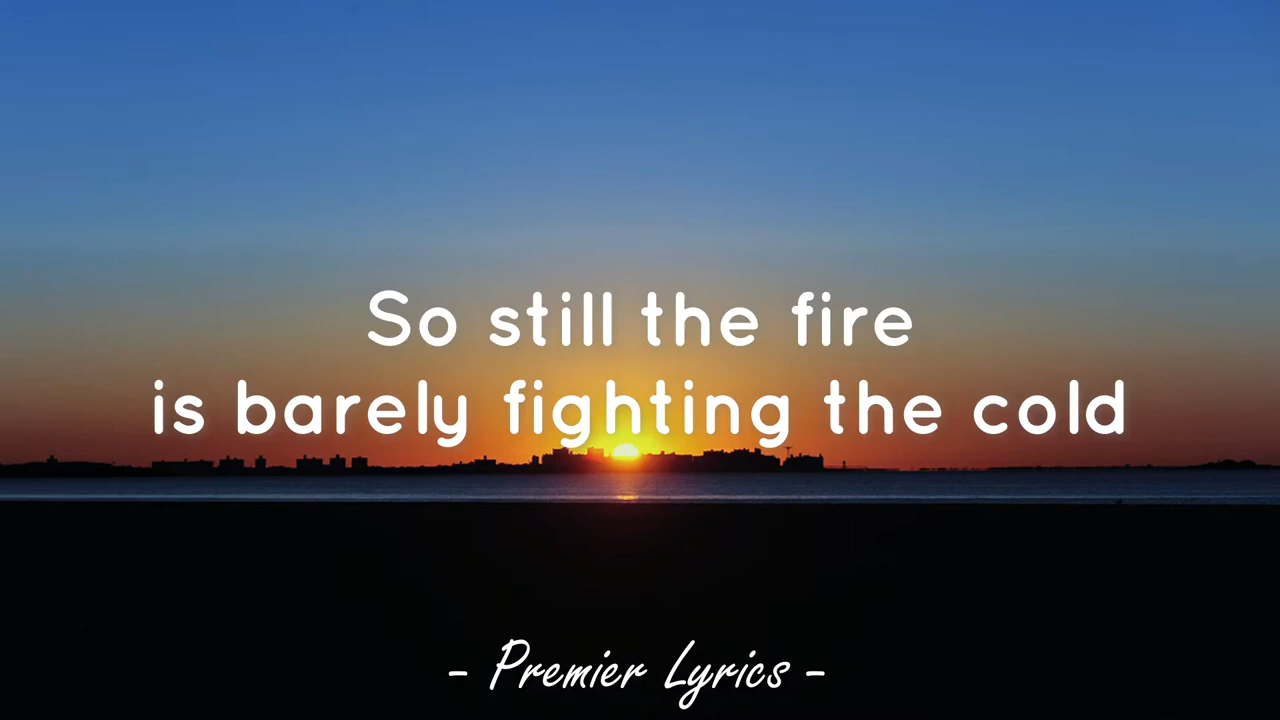 So still the fire
is barely fighting the cold
- Premier Lyrics -